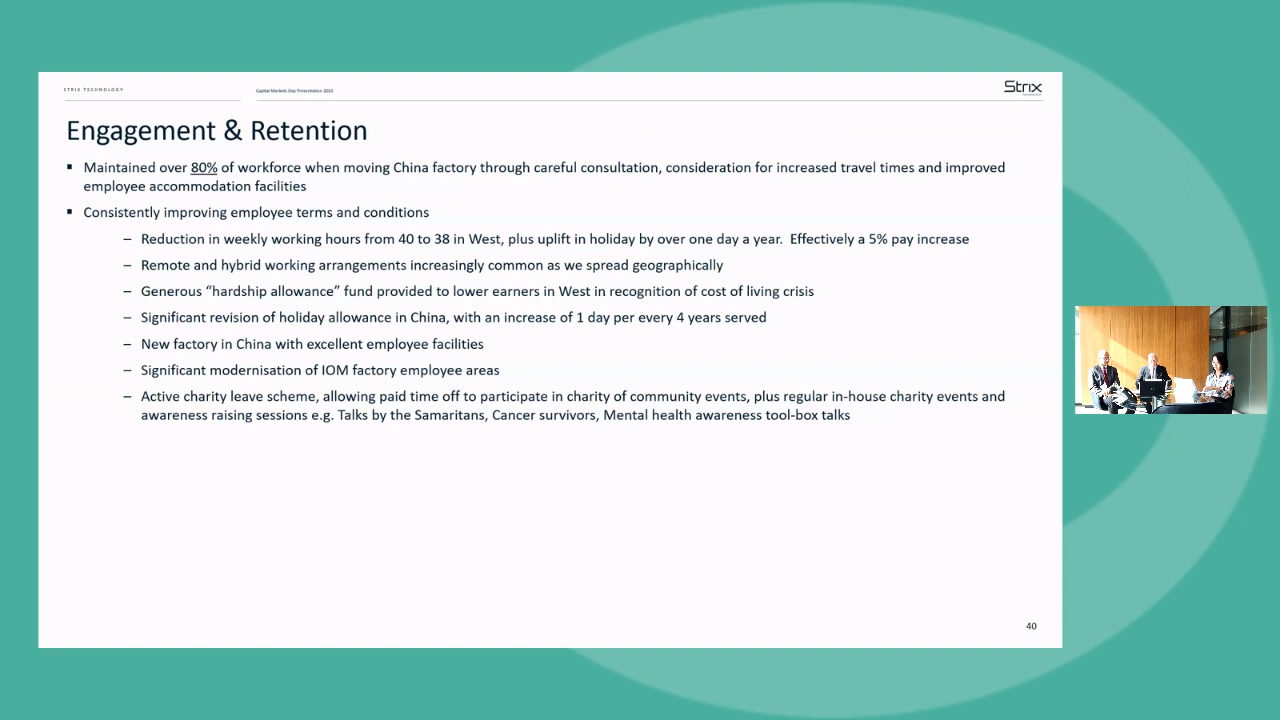 STRIX TECHNOLOGY
Capital Markets Day Presentation 2023
Strix
Engagement & Retention
▪ Maintained over 80% of workforce when moving China factory through careful consultation, consideration for increased travel times and improved
employee accommodation facilities
▪ Consistently improving employee terms and conditions
– Reduction in weekly working hours from 40 to 38 in West, plus uplift in holiday by over one day a year. Effectively a 5% pay increase
– Remote and hybrid working arrangements increasingly common as we spread geographically
– Generous “hardship allowance” fund provided to lower earners in West in recognition of cost of living crisis
– Significant revision of holiday allowance in China, with an increase of 1 day per every 4 years served
– New factory in China with excellent employee facilities
– Significant modernisation of IOM factory employee areas
– Active charity leave scheme, allowing paid time off to participate in charity of community events, plus regular in-house charity events and
awareness raising sessions e.g. Talks by the Samaritans, Cancer survivors, Mental health awareness tool-box talks
40